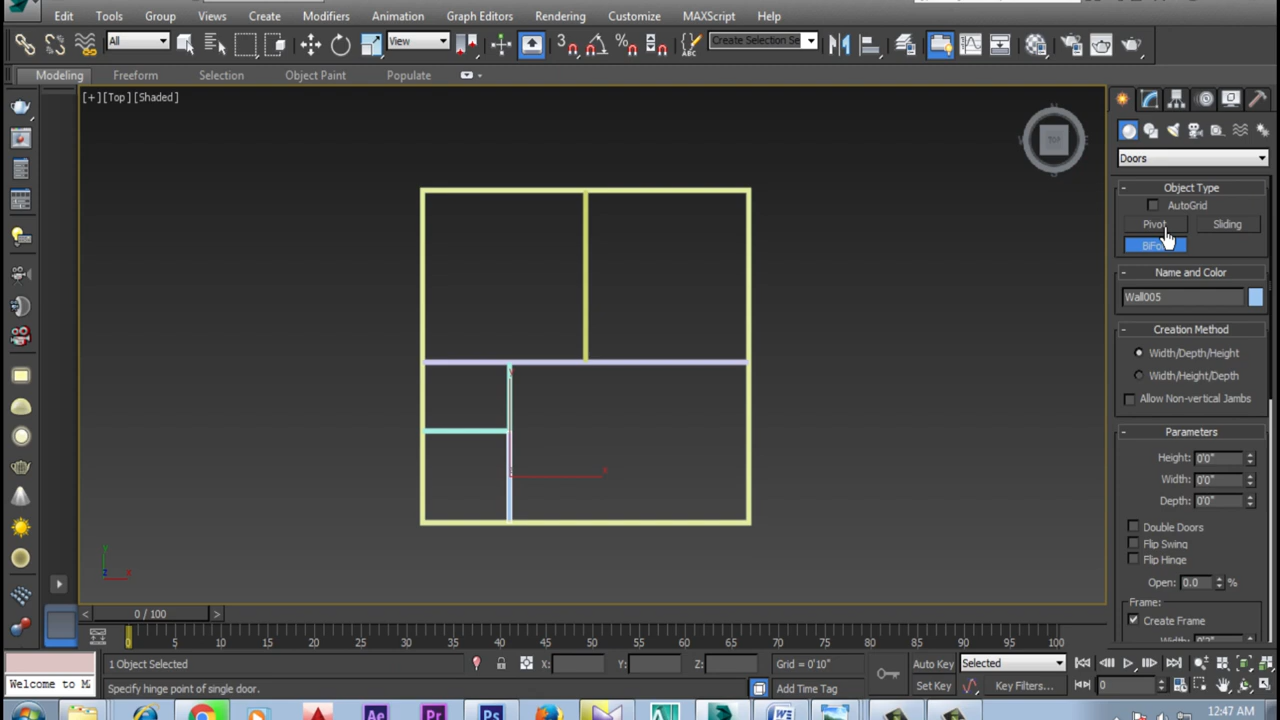 Edit Tools Group Views Create Modifiers Animation Graph Editors Rendering Customize MAXScript Help
All View 3 % ABC Create Selection Se
Modeling Freeform Selection Object Paint Populate
[+] [Top] [Shaded]
N
TOP
E
S
Doors
- Object Type
AutoGrid
Pivot Sliding
- Name and Color
Wall005
- Creation Method
Width/Depth/Height
Width/Height/Depth
Allow Non-vertical Jambs
- Parameters
Height: 0'0"
Width: 0'0"
Depth: 0'0"
Double Doors
Flip Swing
Flip Hinge
Open: 0.0 %
Frame:
Create Frame
x
y
z x
< 0 / 100 >
0 5 10 15 20 25 30 35 40 45 50 55 60 65 70 75 80 85 90 95 100
1 Object Selected X: Y: Z: Grid = 0'10" Auto Key Selected
Welcome to M Specify hinge point of single door. Add Time Tag Set Key Key Filters... 0
Ae Pr Ps W
12:47 AM